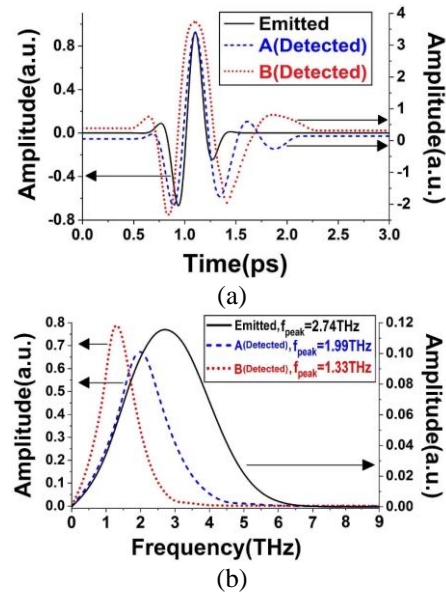 Emitted
A(Detected)
B(Detected)
Amplitude(a.u.)
0.8
0.4
0.0
-0.4
-0.8
4
3
2
1
0
-1
-2
Amplitude(a.u.)
0.0 0.5 1.0 1.5 2.0 2.5 3.0
Time(ps)
(a)
Emitted, fpeak=2.74THz
A(Detected), fpeak=1.99THz
B(Detected), fpeak=1.33THz
Amplitude(a.u.)
0.8
0.7
0.6
0.5
0.4
0.3
0.2
0.1
0.0
0.12
0.10
0.08
0.06
0.04
0.02
0.00
Amplitude(a.u.)
0 1 2 3 4 5 6 7 8 9
Frequency(THz)
(b)